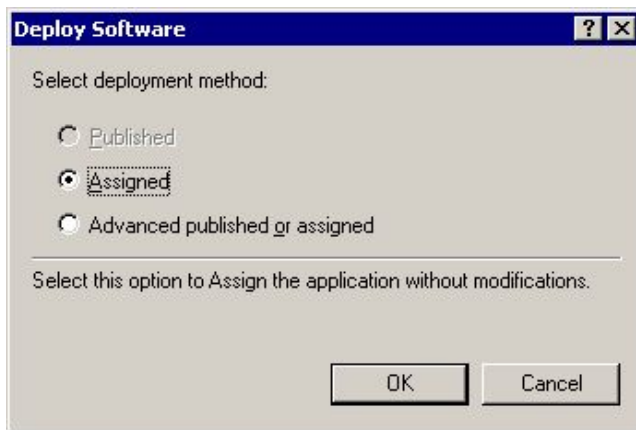 Deploy Software
Select deployment method:
Published
Assigned
Advanced published or assigned
Select this option to Assign the application without modifications.
OK Cancel